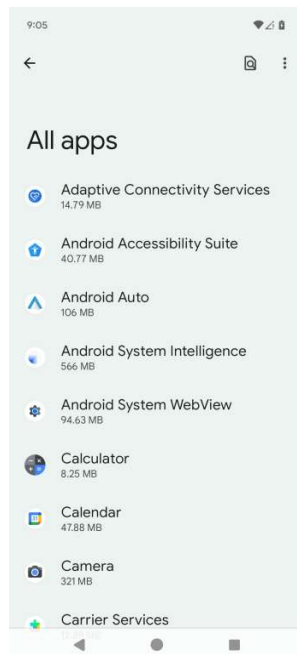 9:05
All apps
Adaptive Connectivity Services
14.79 MB
Android Accessibility Suite
40.77 MB
Android Auto
106 MB
Android System Intelligence
566 MB
Android System WebView
94.63 MB
Calculator
8.25 MB
Calendar
47.88 MB
Camera
321 MB
Carrier Services